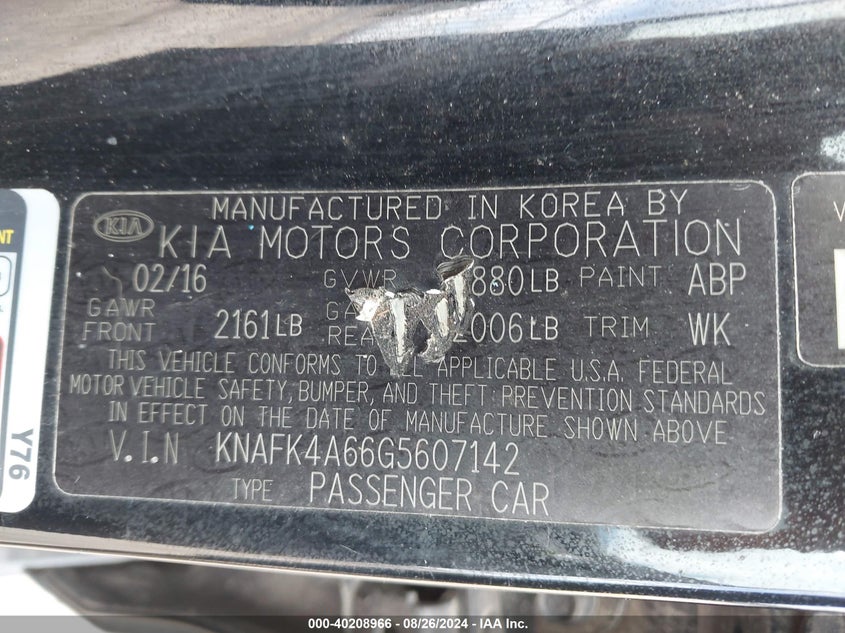 MANUFACTURED IN KOREA BY
KIA
KIA MOTORS CORPORATION
02/16 GVWR 880LB PAINT ABP
GAWR
FRONT 2161LB 006LB TRIM WK
THIS VEHICLE CONFORMS TO APPLICABLE U.S.A. FEDERAL
MOTOR VEHICLE SAFETY, BUMPER, AND THEFT PREVENTION STANDARDS
IN EFFECT ON THE DATE OF MANUFACTURE SHOWN ABOVE
V.I.N KNAFK4A66G5607142
TYPE PASSENGER CAR
Y76
000-40208966 - 08/26/2024 - IAA Inc.